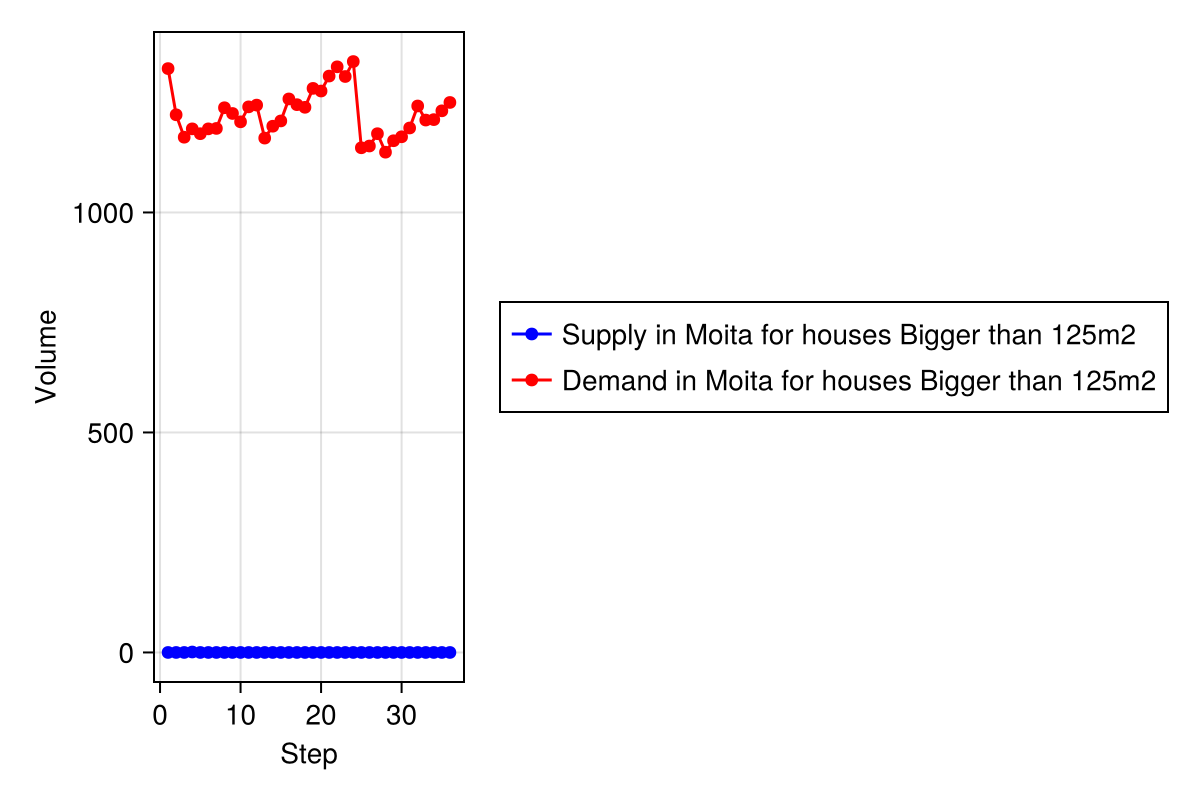 Volume
1000
500
0
0 10 20 30
Step
Supply in Moita for houses Bigger than 125m2
Demand in Moita for houses Bigger than 125m2